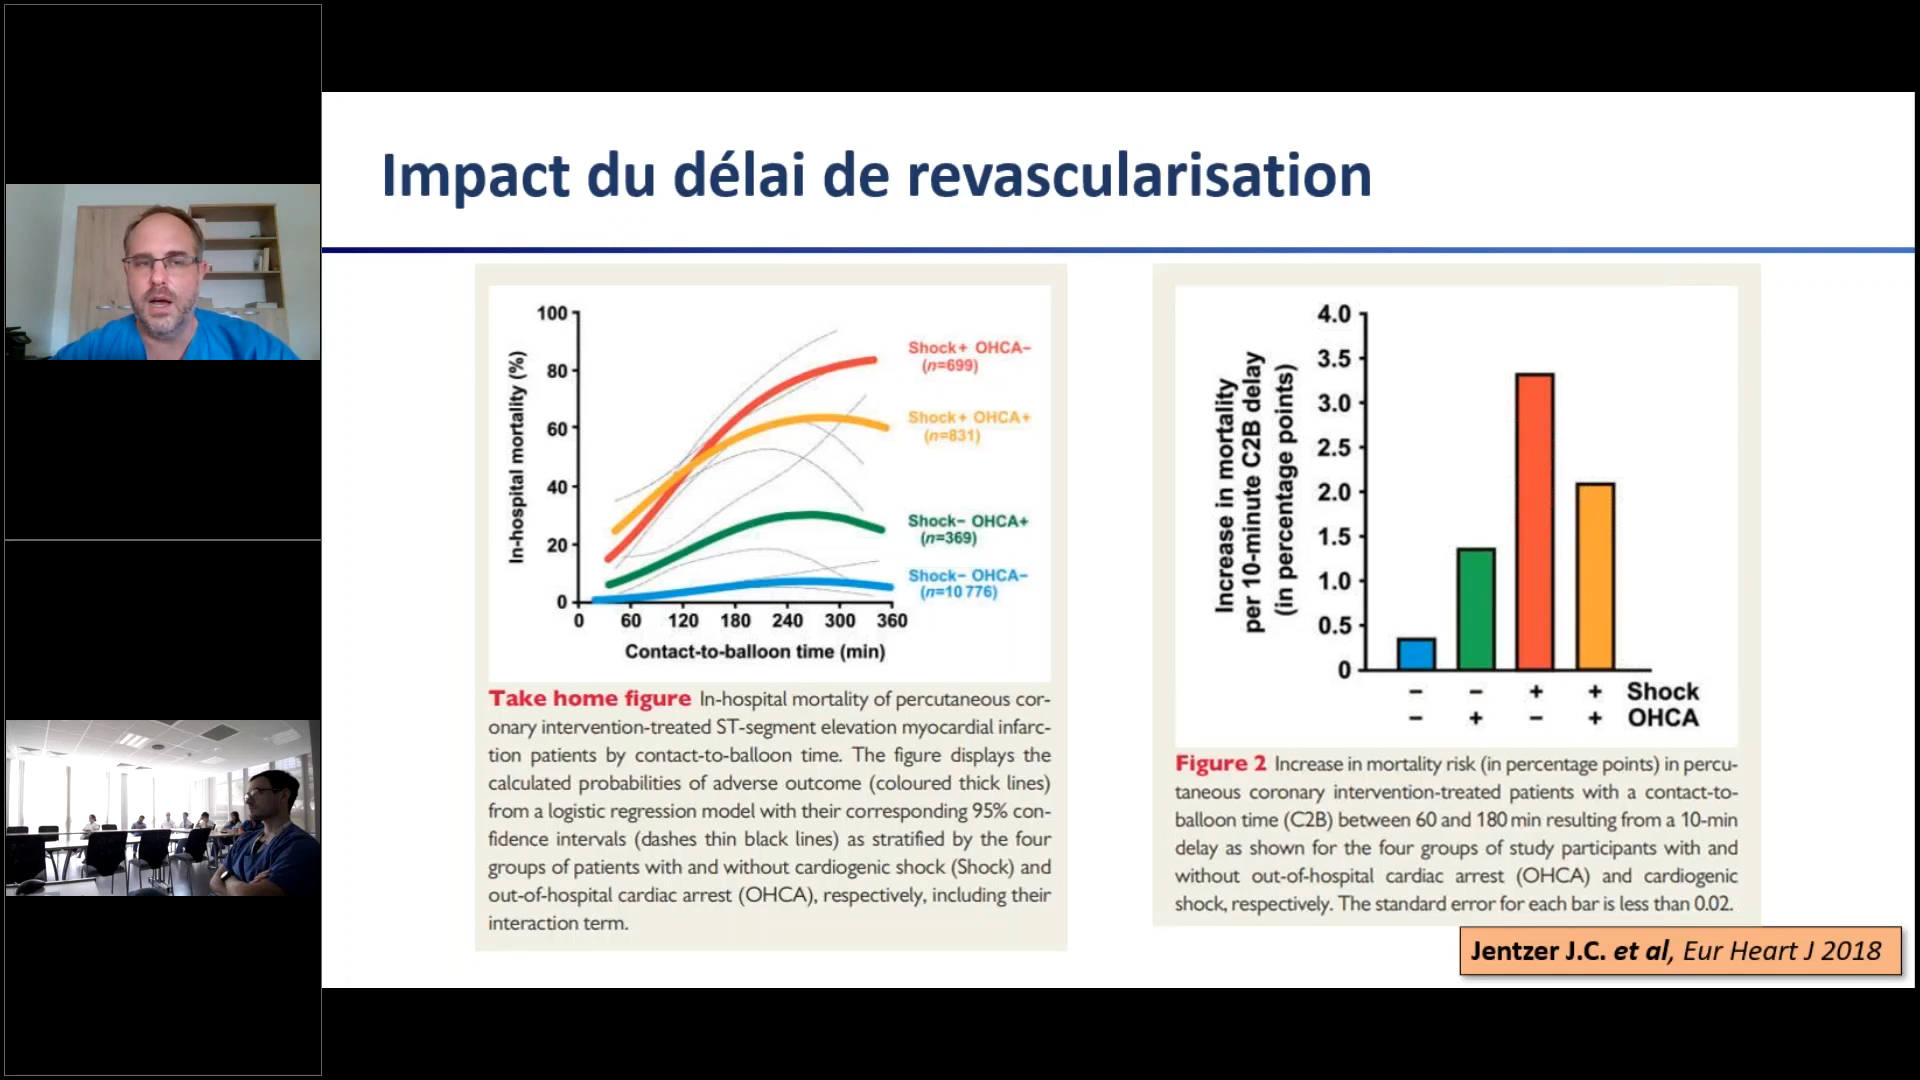 Impact du délai de revascularisation
In-hospital mortality (%)
100
80
60
40
20
0
0 60 120 180 240 300 360
Contact-to-balloon time (min)
Shock+ OHCA−
(n=699)
Shock+ OHCA+
(n=831)
Shock− OHCA+
(n=369)
Shock− OHCA−
(n=10 776)
Take home figure In-hospital mortality of percutaneous cor-
onary intervention-treated ST-segment elevation myocardial infarc-
tion patients by contact-to-balloon time. The figure displays the
calculated probabilities of adverse outcome (coloured thick lines)
from a logistic regression model with their corresponding 95% con-
fidence intervals (dashes thin black lines) as stratified by the four
groups of patients with and without cardiogenic shock (Shock) and
out-of-hospital cardiac arrest (OHCA), respectively, including their
interaction term.
Increase in mortality
per 10-minute C2B delay
(in percentage points)
4.0
3.5
3.0
2.5
2.0
1.5
1.0
0.5
0
− − + + Shock
− + − + OHCA
Figure 2 Increase in mortality risk (in percentage points) in percu-
taneous coronary intervention-treated patients with a contact-to-
balloon time (C2B) between 60 and 180 min resulting from a 10-min
delay as shown for the four groups of study participants with and
without out-of-hospital cardiac arrest (OHCA) and cardiogenic
shock, respectively. The standard error for each bar is less than 0.02.
Jentzer J.C. et al, Eur Heart J 2018